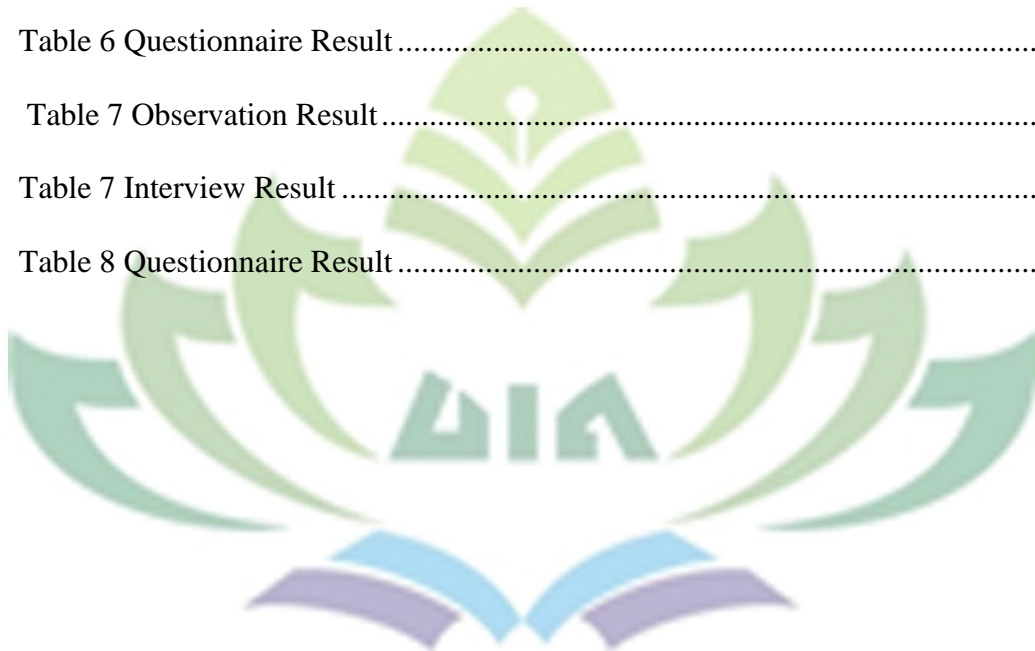 Table 6 Questionnaire Result ................................................................................
Table 7 Observation Result ..................................................................................
Table 7 Interview Result .......................................................................................
Table 8 Questionnaire Result ................................................................................